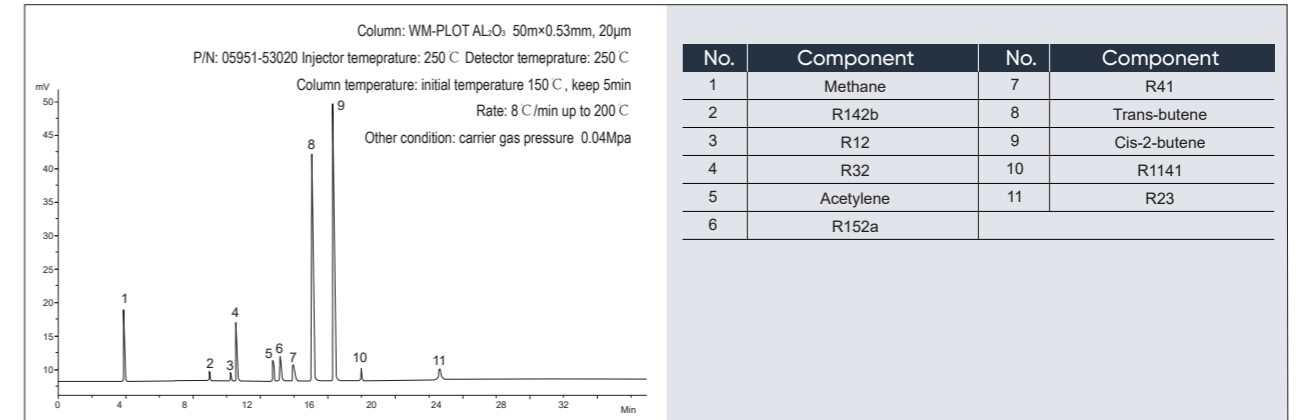 Column: WM-PLOT AL₂O₃ 50m×0.53mm, 20μm
P/N: 05951-53020 Injector temeprature: 250℃ Detector temeprature: 250℃
Column temperature: initial temperature 150℃, keep 5min
Rate: 8℃/min up to 200℃
Other condition: carrier gas pressure 0.04Mpa
mV
50
45
40
35
30
25
20
15
10
1
2
3
4
5
6
7
8
9
10
11
0 4 8 12 16 20 24 28 32 Min
No. Component No. Component
1 Methane 7 R41
2 R142b 8 Trans-butene
3 R12 9 Cis-2-butene
4 R32 10 R1141
5 Acetylene 11 R23
6 R152a